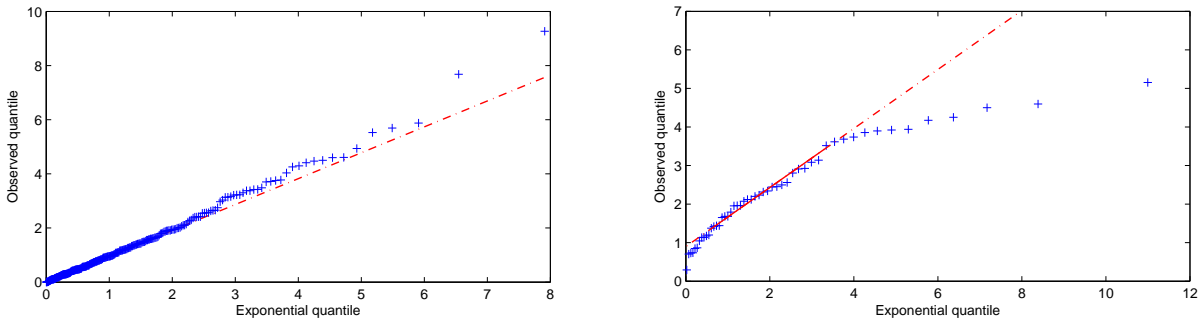 10
8
6
4
2
0
Observed quantile
0 1 2 3 4 5 6 7 8
Exponential quantile
7
6
5
4
3
2
1
0
Observed quantile
0 2 4 6 8 10 12
Exponential quantile